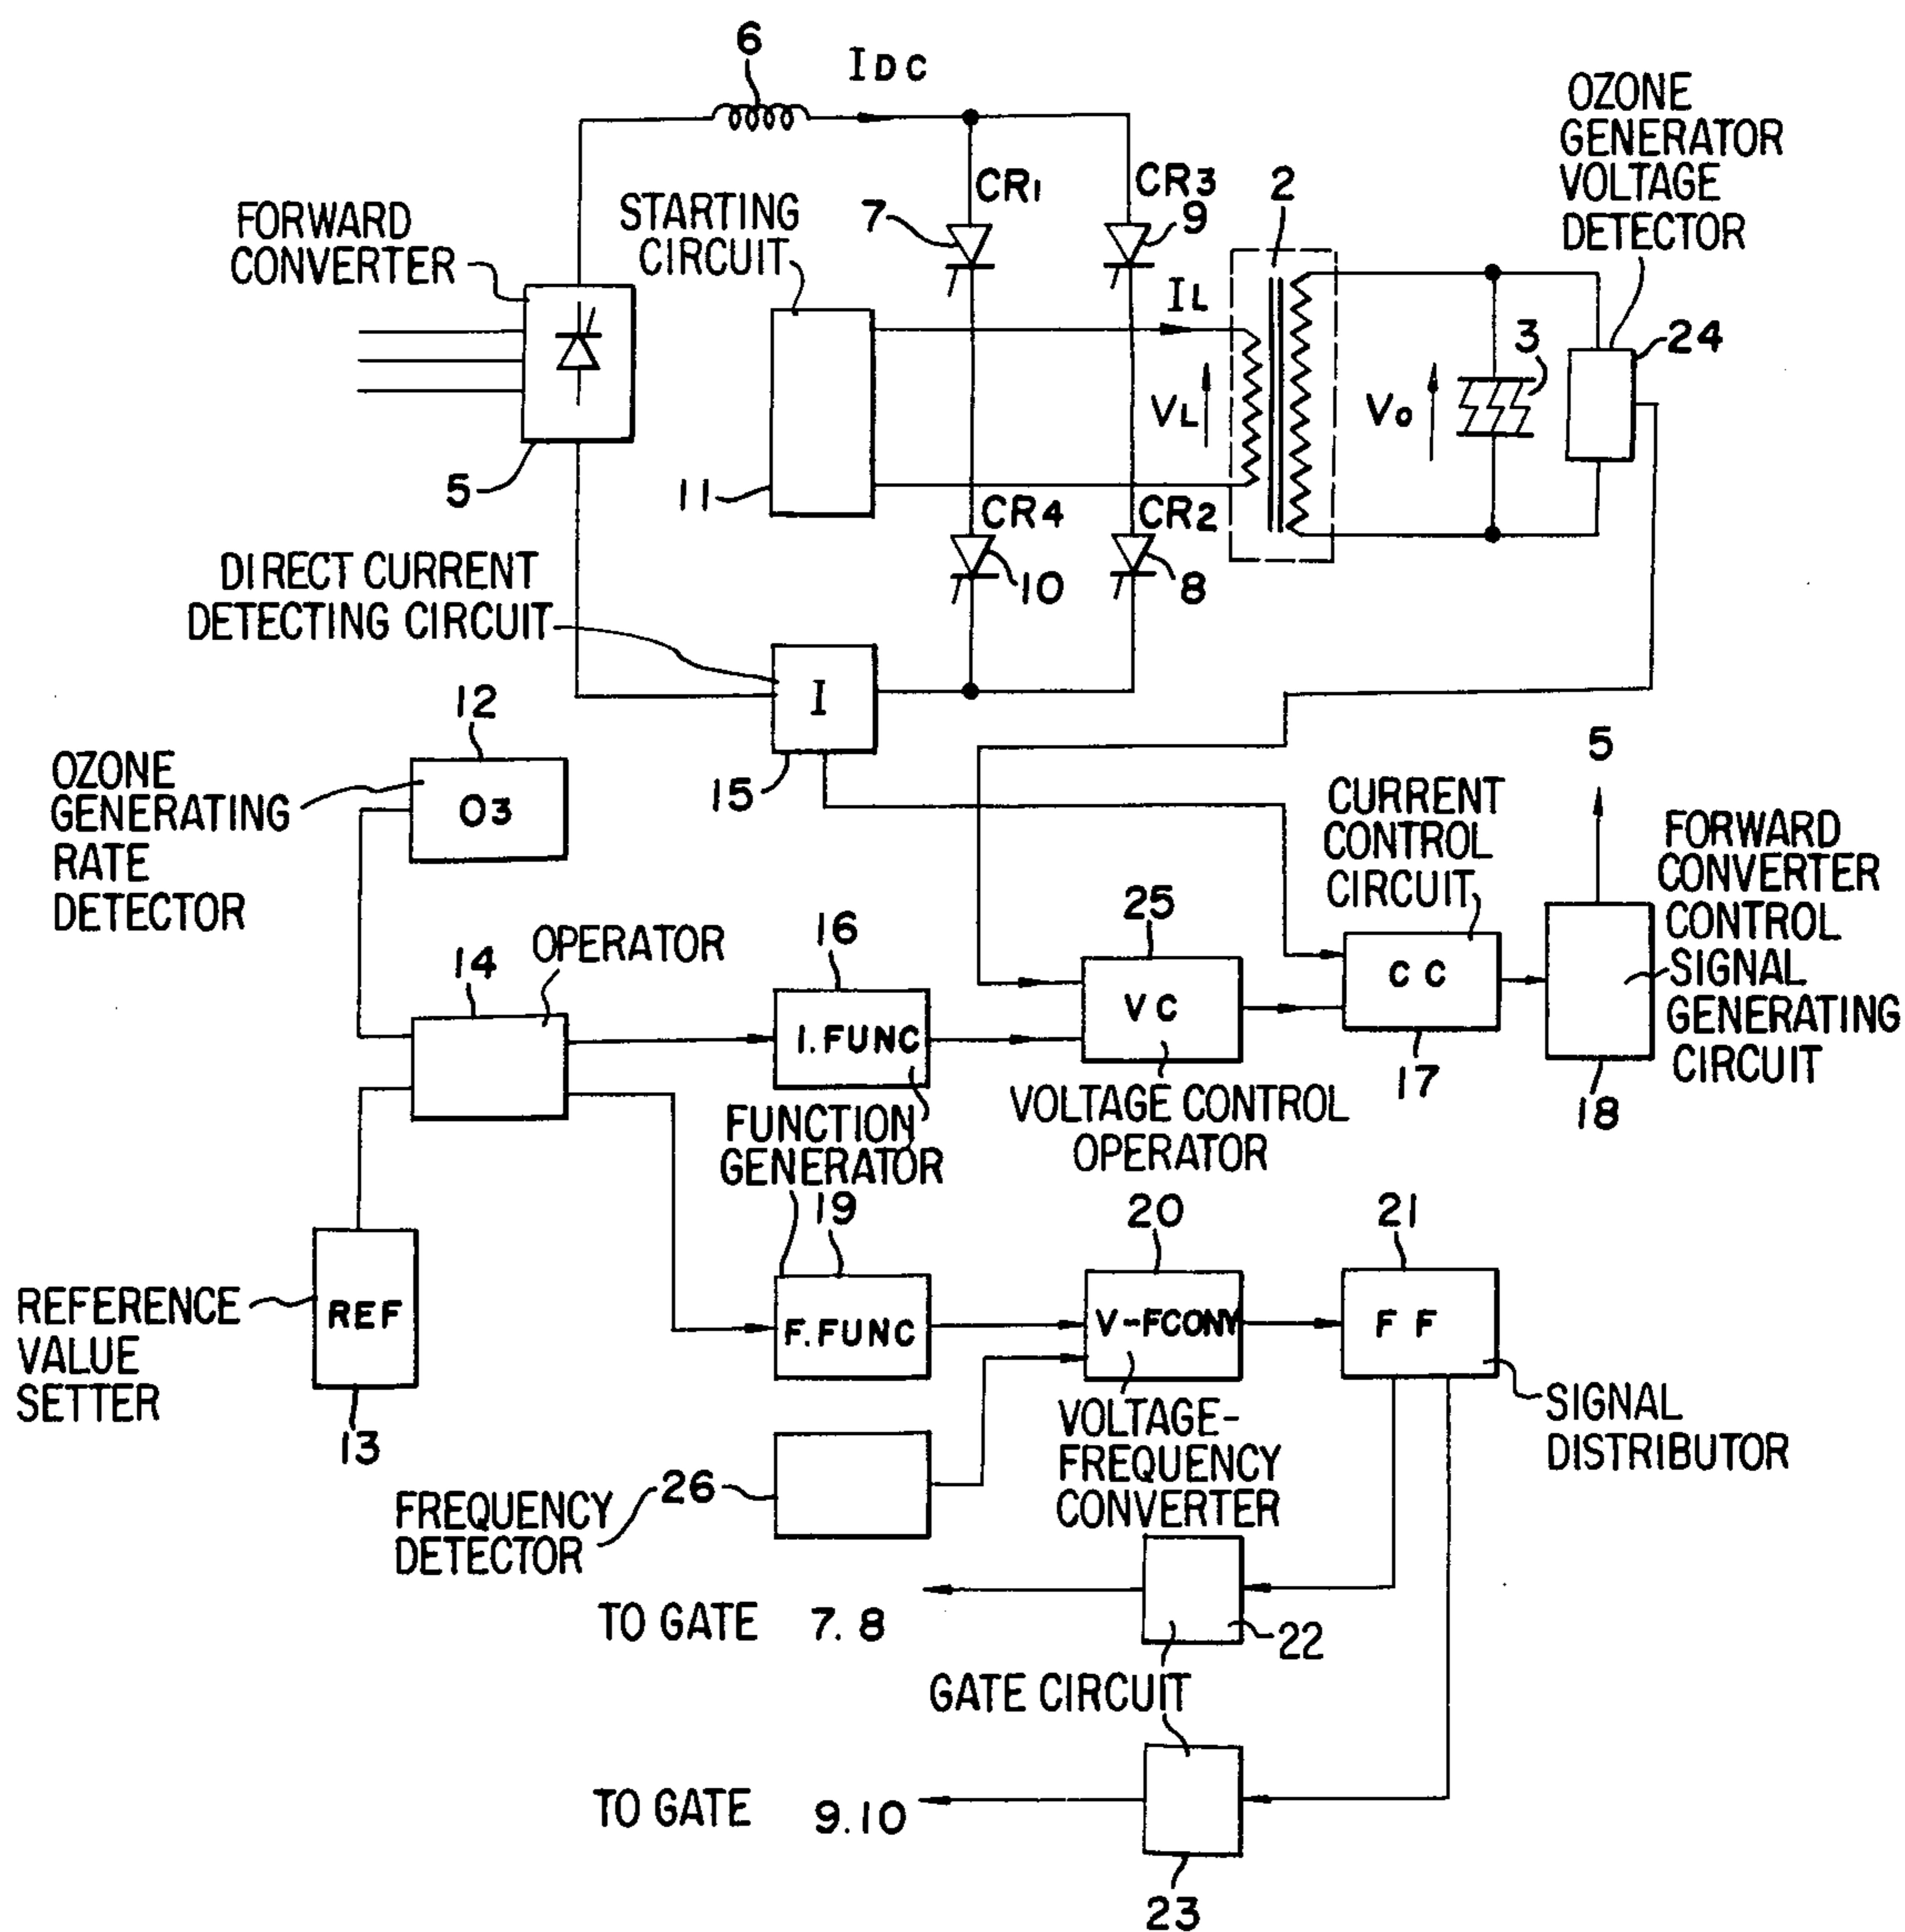 6
IDC
OZONE
GENERATOR
VOLTAGE
DETECTOR
FORWARD
CONVERTER
STARTING
CIRCUIT
7
CR1
CR3
9
2
IL
VL
Vo
3
24
5
11
CR4
CR2
10
8
DIRECT CURRENT
DETECTING CIRCUIT
I
15
12
OZONE
GENERATING
RATE
DETECTOR
O3
5
CURRENT
CONTROL
CIRCUIT
FORWARD
CONVERTER
CONTROL
SIGNAL
GENERATING
CIRCUIT
14
OPERATOR
16
I.FUNC
25
VC
CC
17
18
FUNCTION
GENERATOR
VOLTAGE CONTROL
OPERATOR
REFERENCE
VALUE
SETTER
REF
13
19
F.FUNC
20
V-FCONY
21
FF
SIGNAL
DISTRIBUTOR
VOLTAGE-
FREQUENCY
CONVERTER
FREQUENCY
DETECTOR
26
TO GATE 7.8
22
GATE CIRCUIT
TO GATE 9.10
23